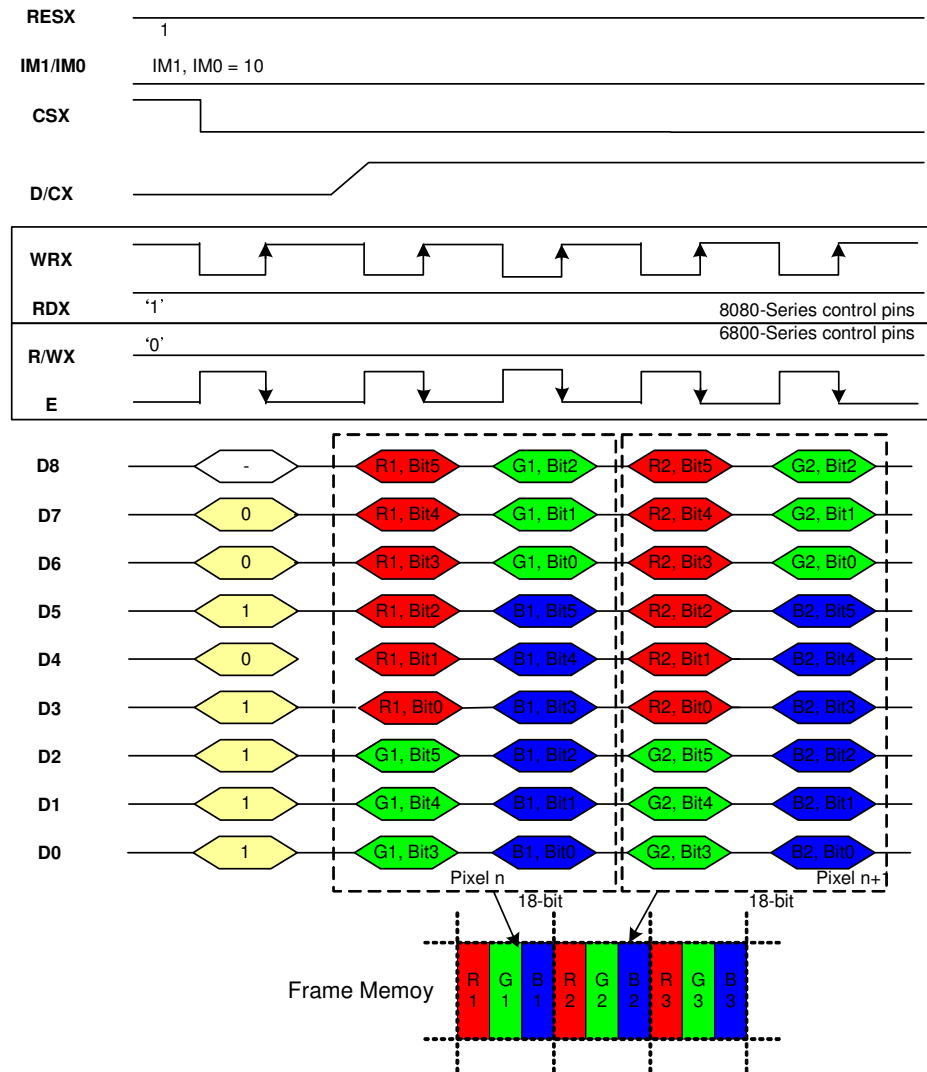 RESX
1
IM1/IM0 IM1, IM0 = 10
CSX
D/CX
WRX
RDX ‘1’ 8080-Series control pins
6800-Series control pins
R/WX ‘0’
E
D8 - R1, Bit5 G1, Bit2 R2, Bit5 G2, Bit2
D7 0 R1, Bit4 G1, Bit1 R2, Bit4 G2, Bit1
D6 0 R1, Bit3 G1, Bit0 R2, Bit3 G2, Bit0
D5 1 R1, Bit2 B1, Bit5 R2, Bit2 B2, Bit5
D4 0 R1, Bit1 B1, Bit4 R2, Bit1 B2, Bit4
D3 1 R1, Bit0 B1, Bit3 R2, Bit0 B2, Bit3
D2 1 G1, Bit5 B1, Bit2 G2, Bit5 B2, Bit2
D1 1 G1, Bit4 B1, Bit1 G2, Bit4 B2, Bit1
D0 1 G1, Bit3 B1, Bit0 G2, Bit3 B2, Bit0
Pixel n Pixel n+1
18-bit 18-bit
Frame Memoy
R G B R G B R G B
1 1 1 2 2 2 3 3 3